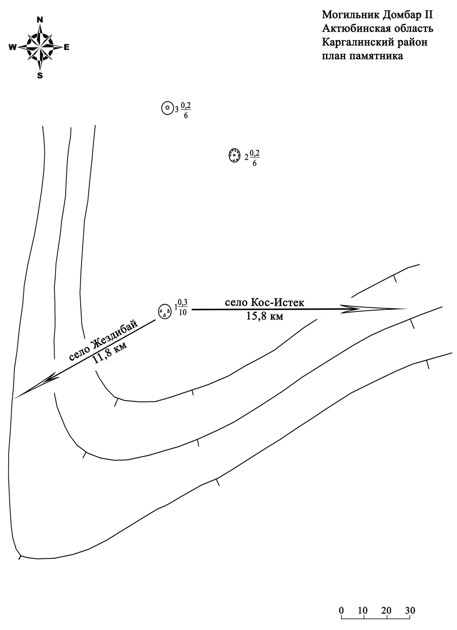 Могильник Домбар II
Актюбинская область
Каргалинский район
план памятника
N
W E
S
3 0,2/6
2 0,2/6
1 0,3/10
село Кос-Истек
15,8 км
село Жездибай
11,8 км
0 10 20 30